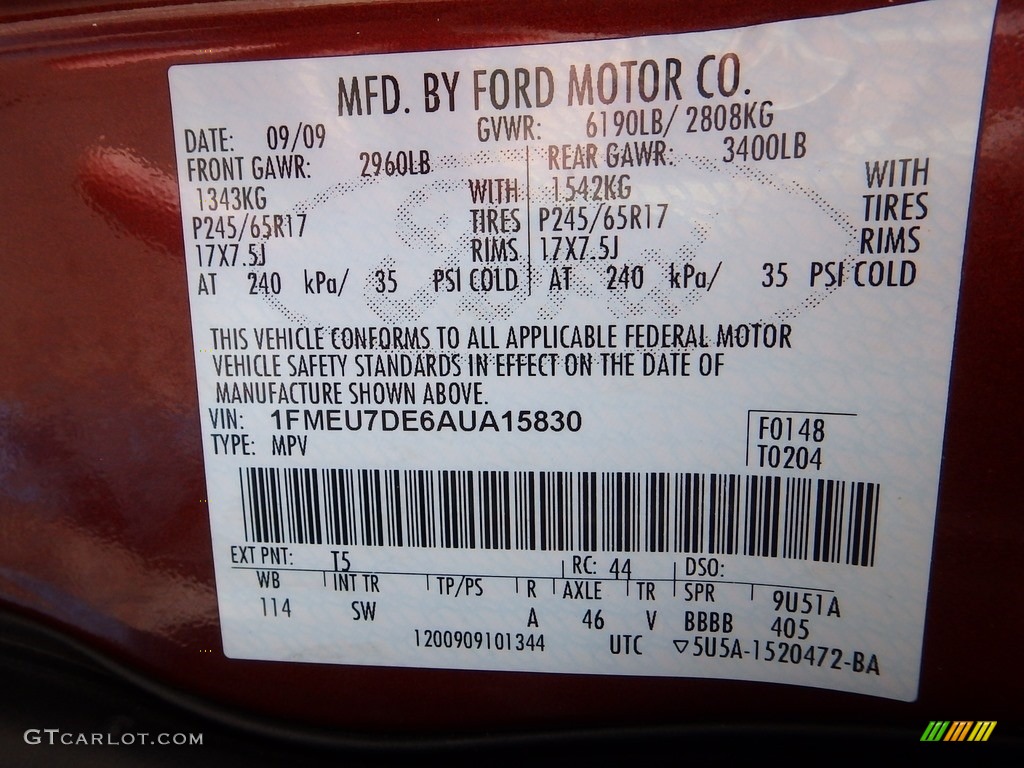 MFD. BY FORD MOTOR CO.
DATE: 09/09 GVWR: 6190LB/ 2808KG
FRONT GAWR: 2960LB REAR GAWR: 3400LB
1343KG WITH 1542KG WITH
P245/65R17 TIRES P245/65R17 TIRES
17X7.5J RIMS 17X7.5J RIMS
AT 240 kPa/ 35 PSI COLD AT 240 kPa/ 35 PSI COLD
THIS VEHICLE CONFORMS TO ALL APPLICABLE FEDERAL MOTOR
VEHICLE SAFETY STANDARDS IN EFFECT ON THE DATE OF
MANUFACTURE SHOWN ABOVE.
VIN: 1FMEU7DE6AUA15830 F0148
TYPE: MPV T0204
EXT PNT: T5 RC: 44 DSO:
WB INT TR TP/PS R AXLE TR SPR 9U51A
114 SW A 46 V BBBB 405
1200909101344 UTC ▽5U5A-1520472-BA
GTCARLOT.COM